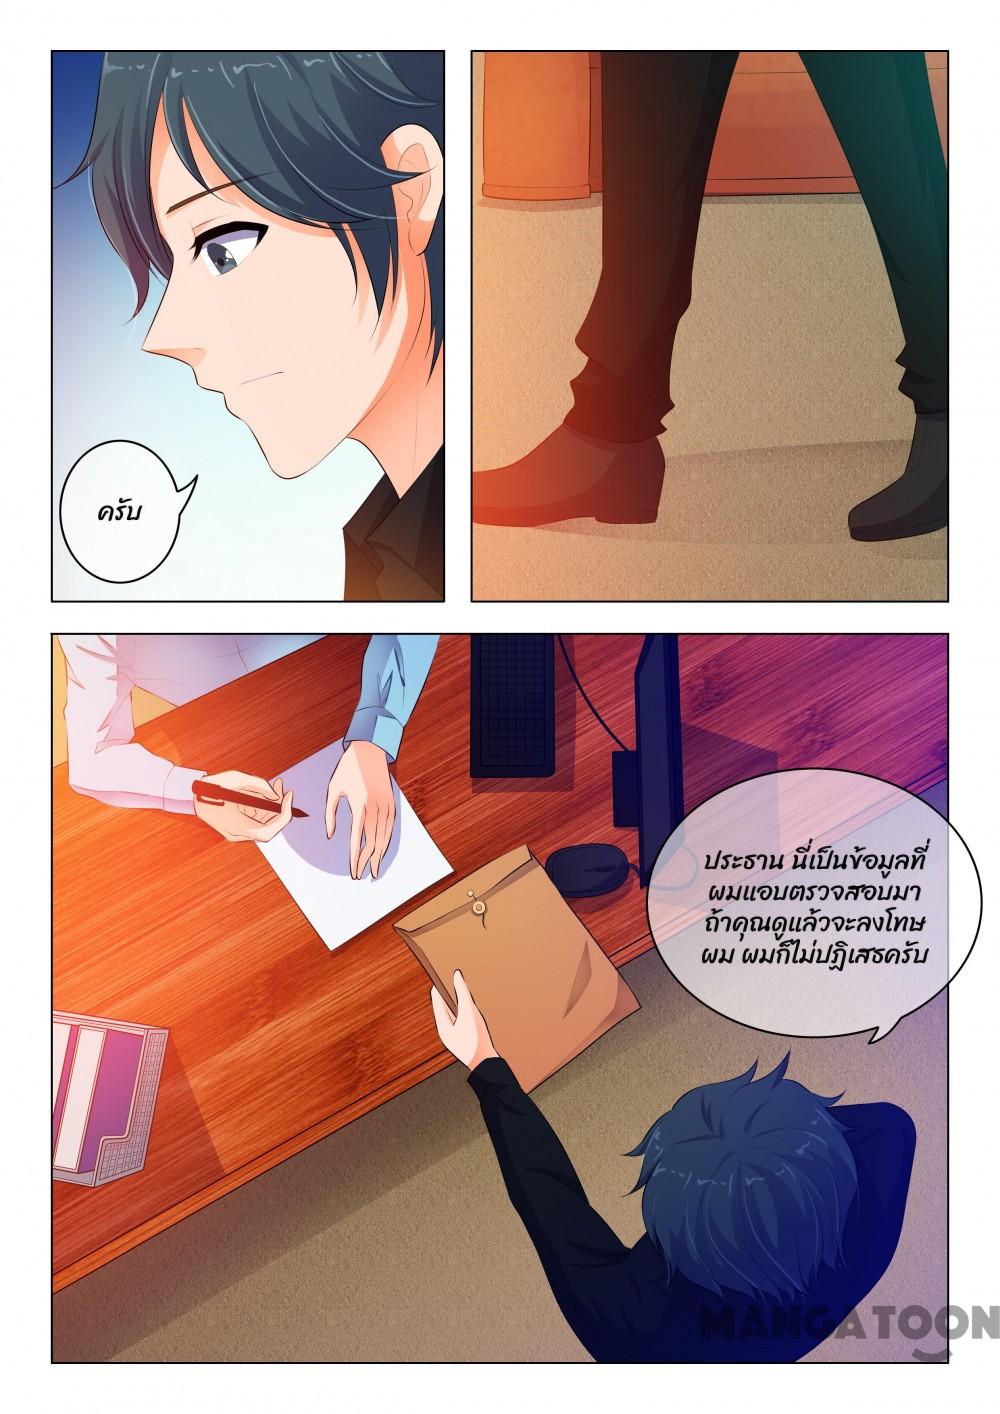 ครับ
ประธาน นี่เป็นข้อมูลที่
ผมแอบตรวจสอบมา
ถ้าคุณดูแล้วจะลงโทษ
ผม ผมก็ไม่ปฏิเสธครับ
MANGATOON